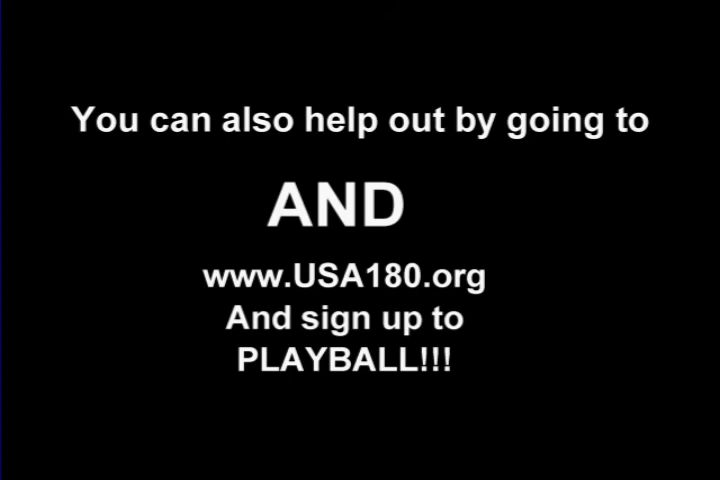 You can also help out by going to
AND
www.USA180.org
And sign up to
PLAYBALL!!!